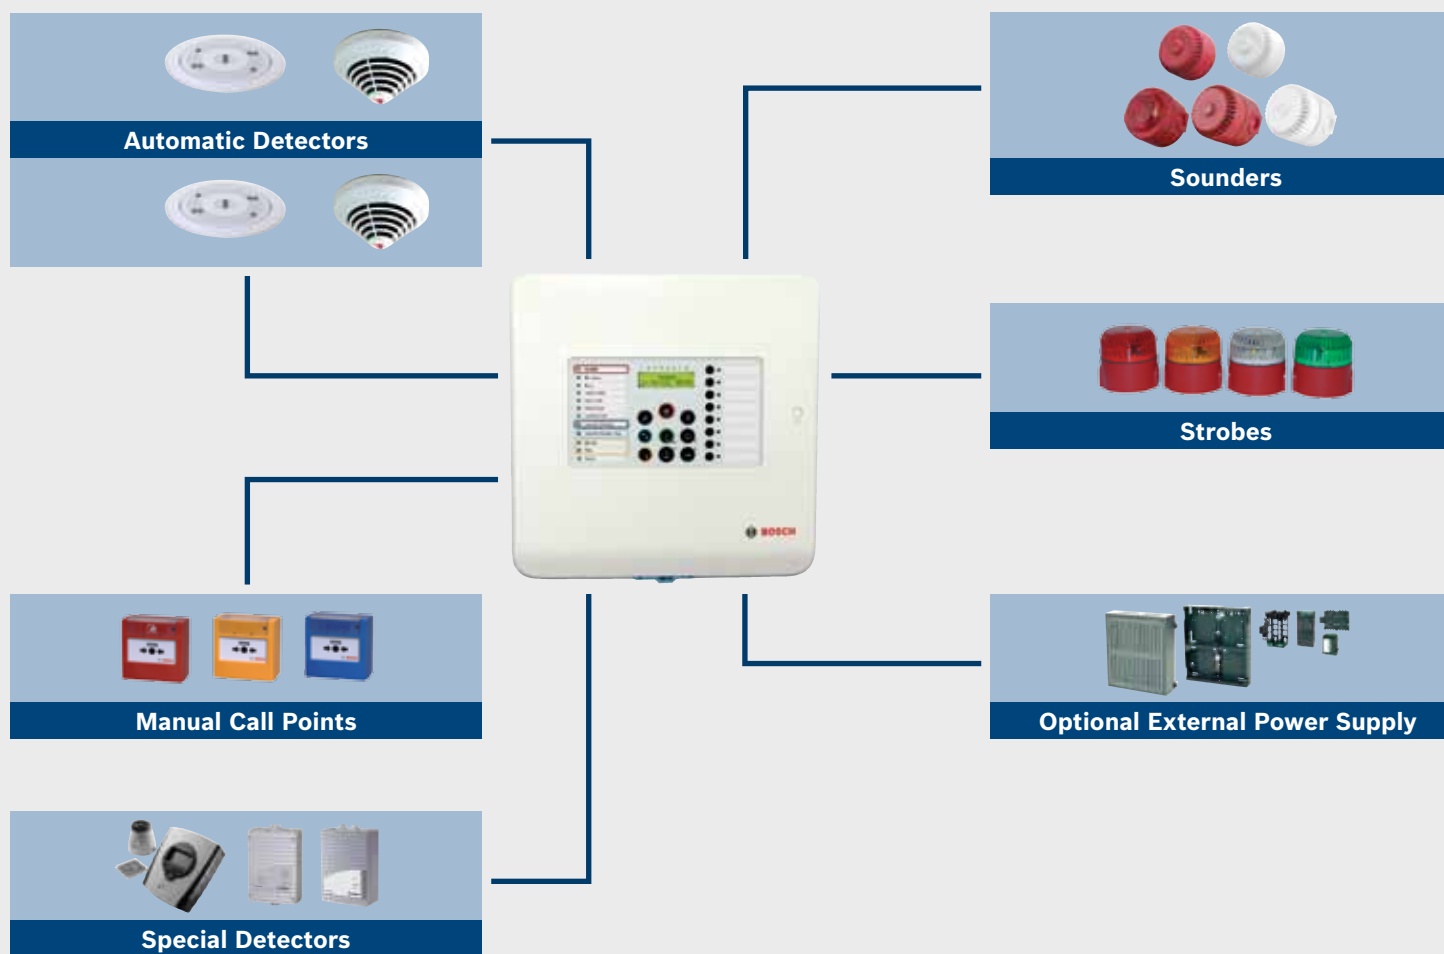 Automatic Detectors
Sounders
Strobes
BOSCH
Manual Call Points
Optional External Power Supply
Special Detectors